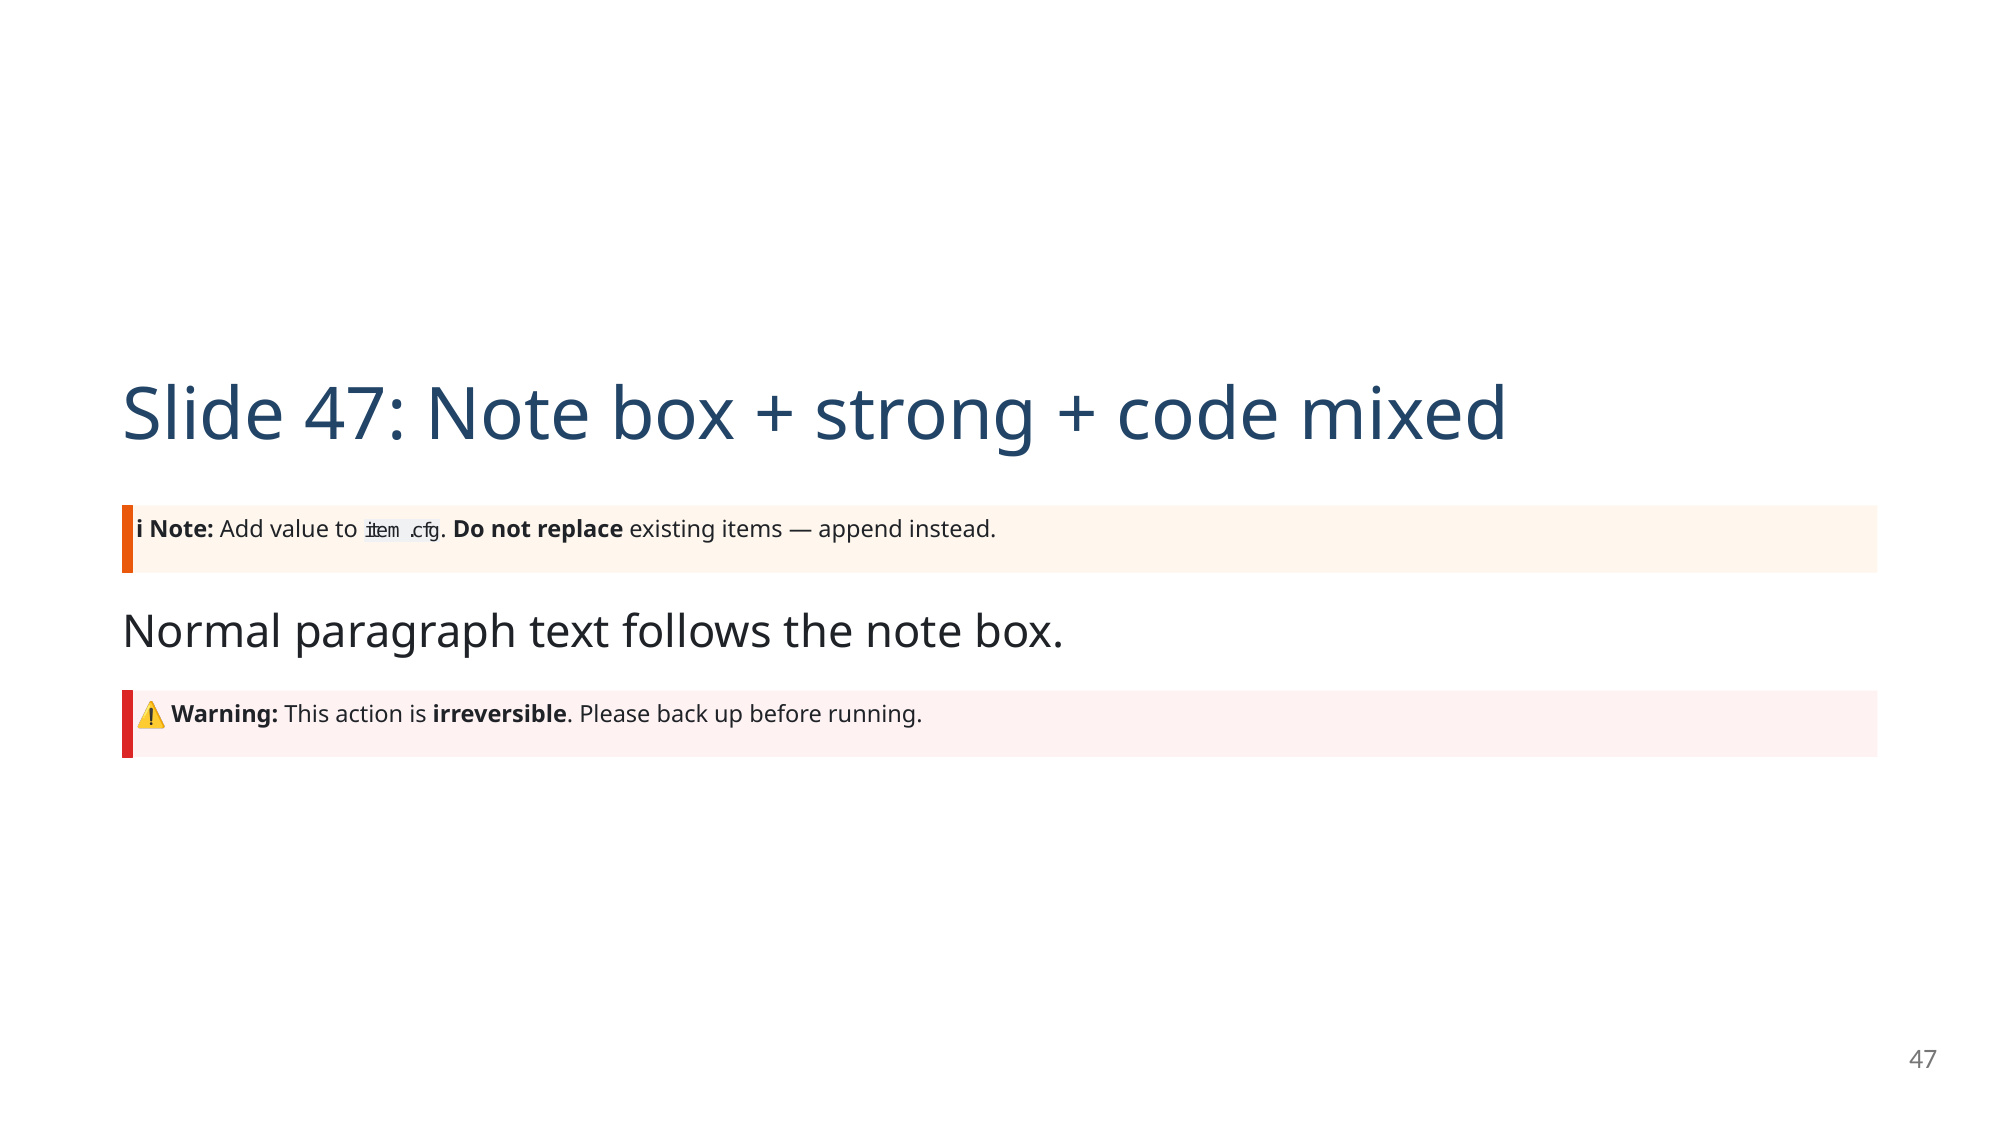 Slide 47: Note box + strong + code mixed
i Note: Add value to item.cfg. Do not replace existing items — append instead.
Normal paragraph text follows the note box.
⚠️ Warning: This action is irreversible. Please back up before running.
47